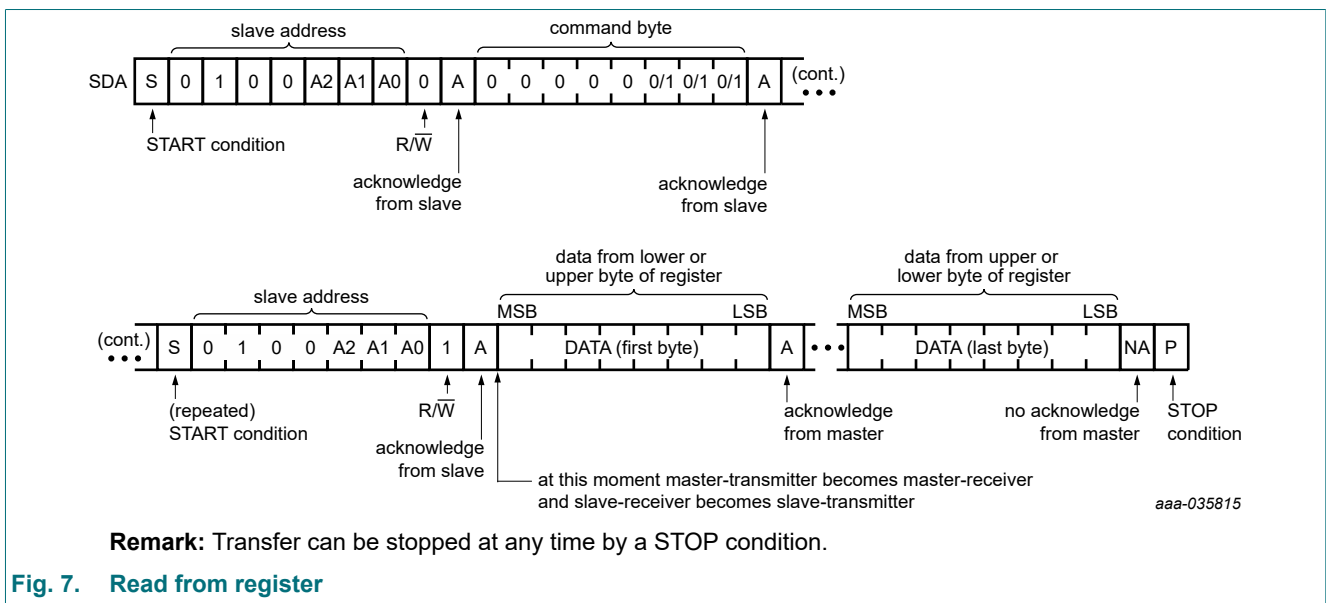 slave address command byte
SDA S 0 1 0 0 A2 A1 A0 0 A 0 0 0 0 0 0/1 0/1 0/1 A (cont.)
START condition R/W̅
acknowledge from slave
acknowledge from slave
data from lower or upper byte of register
data from upper or lower byte of register
slave address
MSB LSB MSB LSB
(cont.) S 0 1 0 0 A2 A1 A0 1 A DATA (first byte) A DATA (last byte) NA P
(repeated) START condition
R/W̅
acknowledge from slave
acknowledge from master
no acknowledge from master
STOP condition
at this moment master-transmitter becomes master-receiver
and slave-receiver becomes slave-transmitter
aaa-035815
Remark: Transfer can be stopped at any time by a STOP condition.
Fig. 7. Read from register